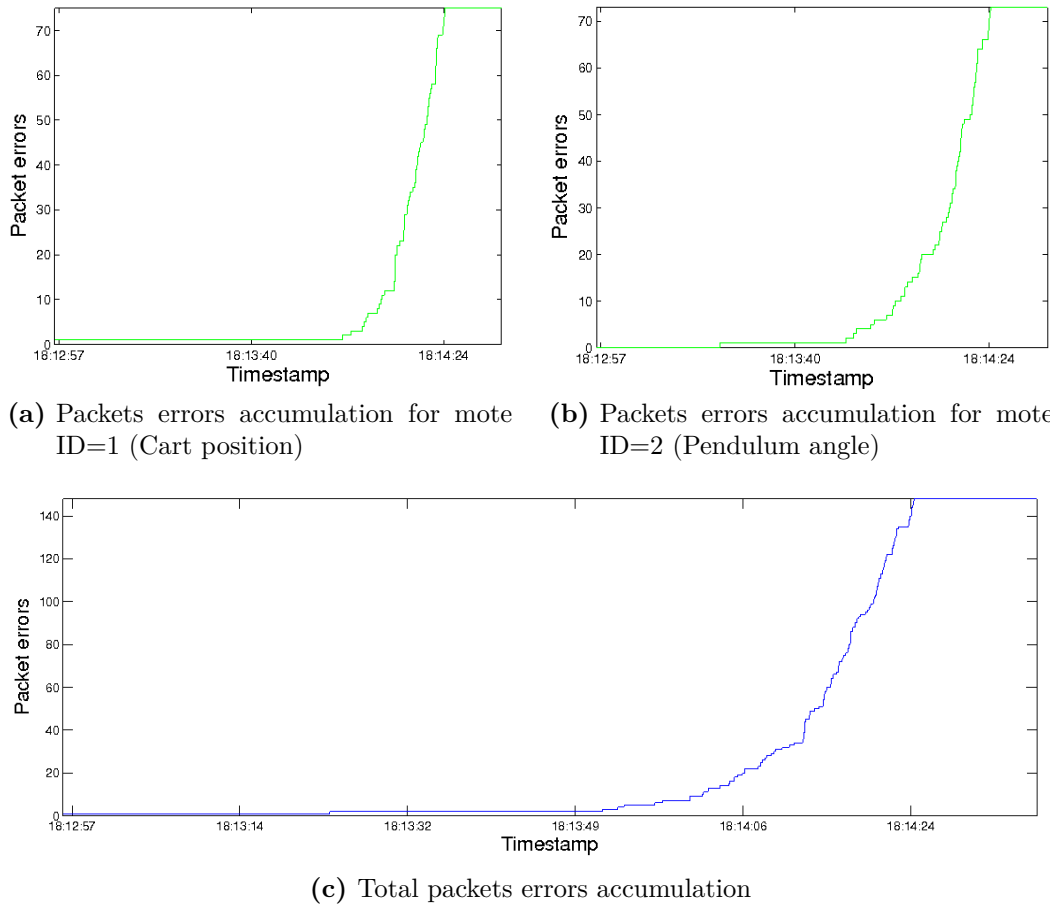 70
60
50
40
30
20
10
0
Packet errors
18:12:57 18:13:40 18:14:24
Timestamp
70
60
50
40
30
20
10
0
Packet errors
18:12:57 18:13:40 18:14:24
Timestamp
(a) Packets errors accumulation for mote
ID=1 (Cart position)
(b) Packets errors accumulation for mote
ID=2 (Pendulum angle)
140
120
100
80
60
40
20
0
Packet errors
18:12:57 18:13:14 18:13:32 18:13:49 18:14:06 18:14:24
Timestamp
(c) Total packets errors accumulation